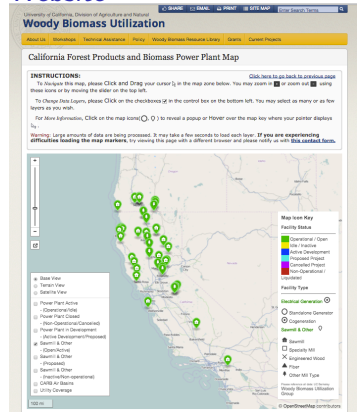 Website
SHARE EMAIL PRINT SITE MAP Enter Search Terms
University of California, Division of Agriculture and Natural
Woody Biomass Utilization
About Us Workshops Technical Assistance Policy Woody Biomass Resource Library Grants Current Projects
California Forest Products and Biomass Power Plant Map
INSTRUCTIONS:
Click here to go back to previous page
To Navigate this map, please Click and Drag your cursor in the map zone below. You may zoom in + or zoom out - using
these icons or by moving the slider on the top left.
To Change Data Layers, please Click on the checkboxes in the control box on the bottom left. You may select as many or as few
layers as you wish.
For More Information, Click on the map icons( , ) to reveal a popup or Hover over the key map where your pointer displays
Warning: Large amounts of data are being processed. It may take a few seconds to load each layer. If you are experiencing
difficulties loading the map markers, try viewing this page with a different browser and please notify us with this contact form.
Map Icon Key
Facility Status
Operational / Open
Idle / Inactive
Active Development
Proposed Project
Cancelled Project
Non-Operational /
Liquidated
Facility Type
Electrical Generation
Standalone Generator
Cogeneration
Sawmill & Other
Sawmill
Specialty Mill
Engineered Wood
Fiber
Other Mill Type
Woody Biomass Utilization
Group.
Base View
Terrain View
Satellite View
Power Plant Active
- (Operational/Idle)
Power Plant Closed
- (Non-Operational/Cancelled)
Power Plant in Development
- (Active Development/Proposed)
Sawmill & Other
- (Open/Active)
Sawmill & Other
- (Proposed)
Sawmill & Other
- Inactive/Non-operational)
CARB Air Basins
Utility Coverage
100 mi
© OpenStreetMap contributors